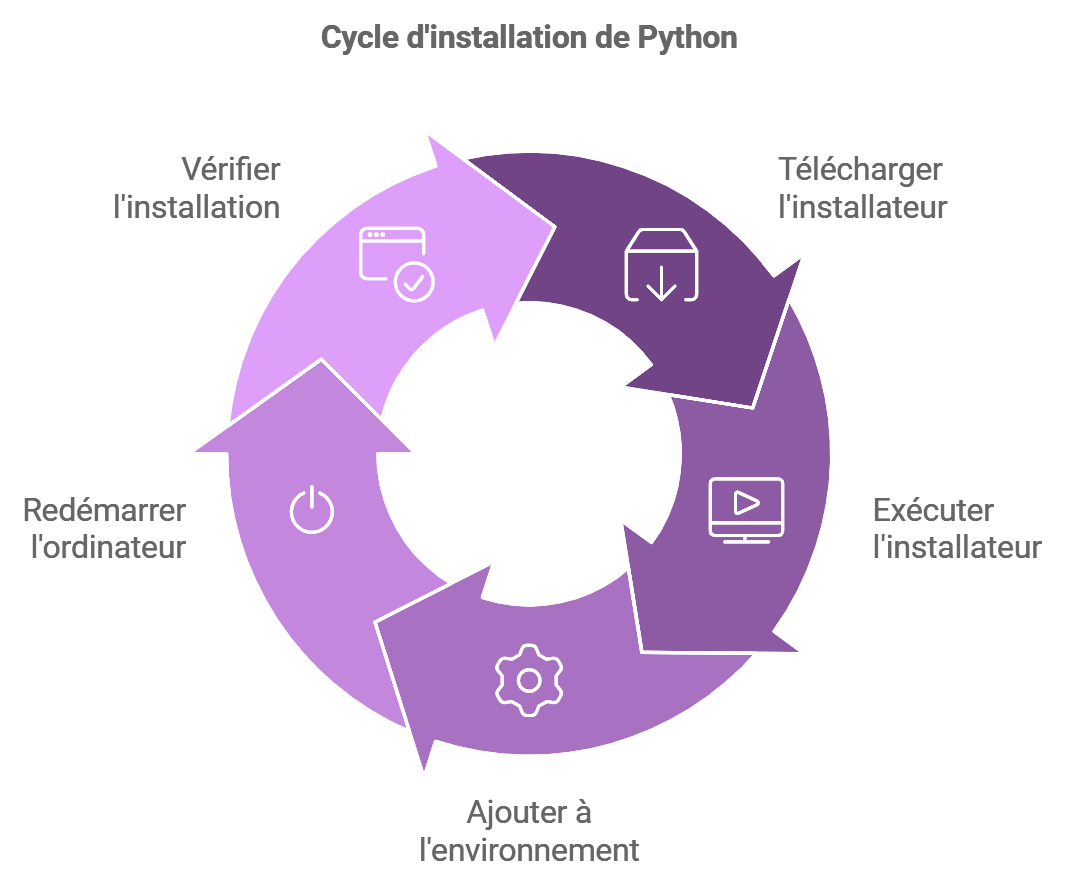 Cycle d'installation de Python
Télécharger
l'installateur
Exécuter
l'installateur
Ajouter à
l'environnement
Redémarrer
l'ordinateur
Vérifier
l'installation